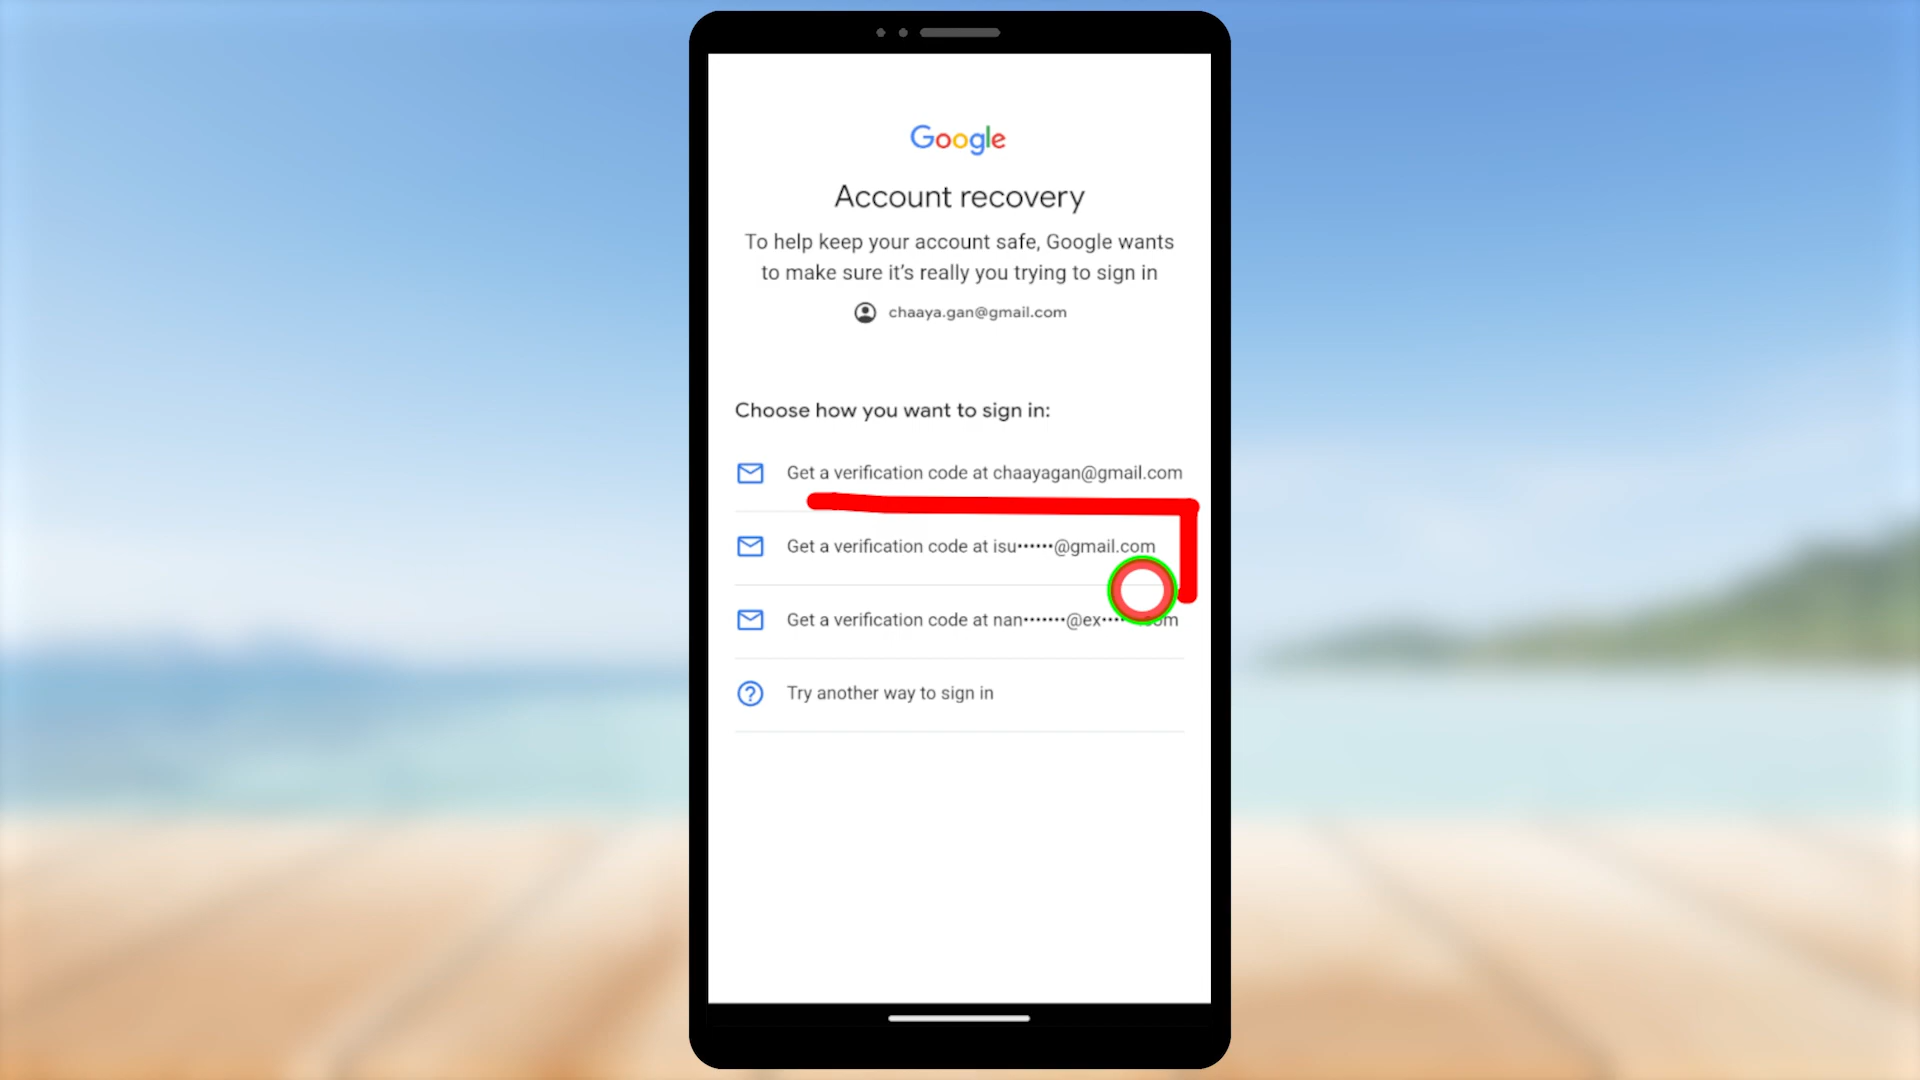 Google
Account recovery
To help keep your account safe, Google wants
to make sure it's really you trying to sign in
chaaya.gan@gmail.com
Choose how you want to sign in:
Get a verification code at chaayagan@gmail.com
Get a verification code at isu••••••@gmail.com
Get a verification code at nan•••••••@ex••••
Try another way to sign in